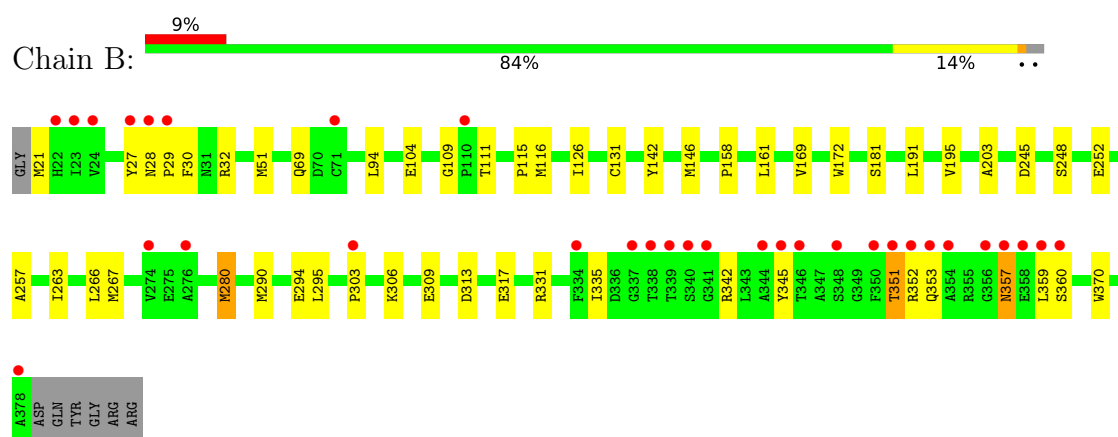 9%
Chain B:
84% 14% • •
GLY M21 H22 I23 V24 Y27 N28 P29 F30 N31 R32 M51 Q69 D70 C71 L94 E104 G109 P110 T111 P115 M116 I126 C131 Y142 M146 P158 L161 V169 W172 S181 L191 V195 A203 D245 S248 E252
A257 I263 L266 M267 V274 E275 A276 M280 M290 E294 L295 P303 K306 E309 D313 E317 R331 F334 I335 D336 G337 T338 T339 S340 G341 R342 L343 A344 Y345 T346 A347 S348 G349 F350 T351 R352 Q353 A354 R355 G356 N357 E358 L359 S360 W370
A378 ASP GLN TYR GLY ARG ARG